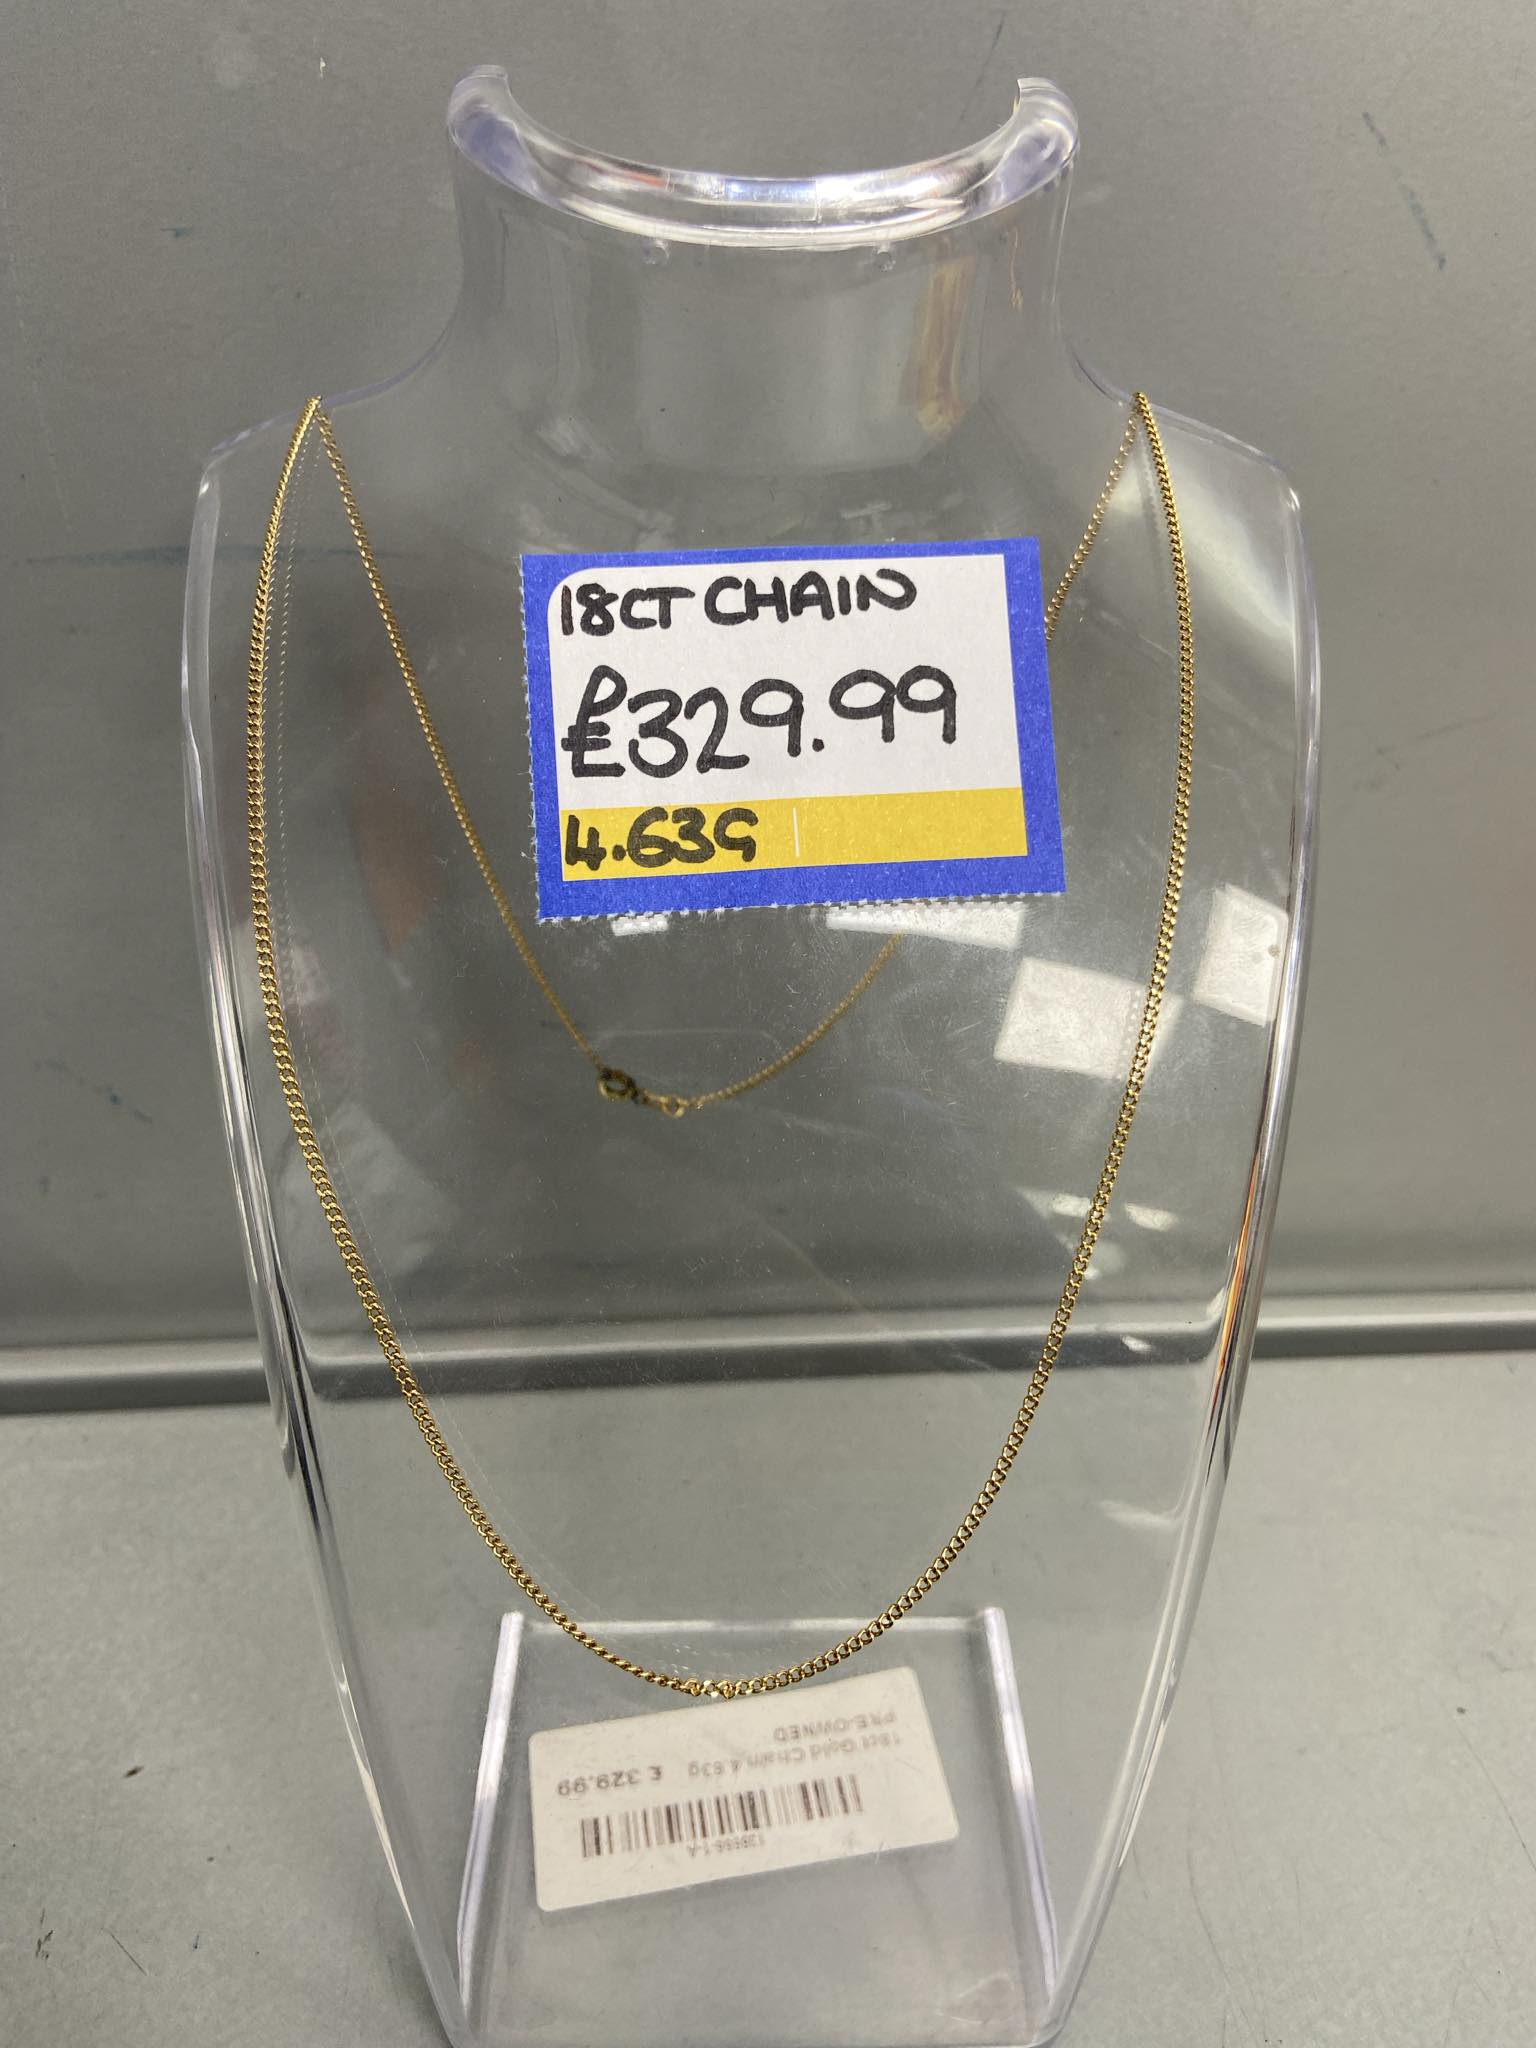 18CT CHAIN
£329.99
4.63G
18ct Gold Chain 4.63g £ 329.99
PRE-OWNED